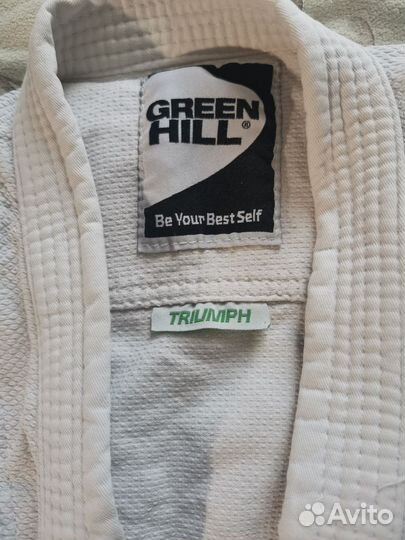 GREEN
HILL®
Be Your Best Self
TRIUMPH
Avito